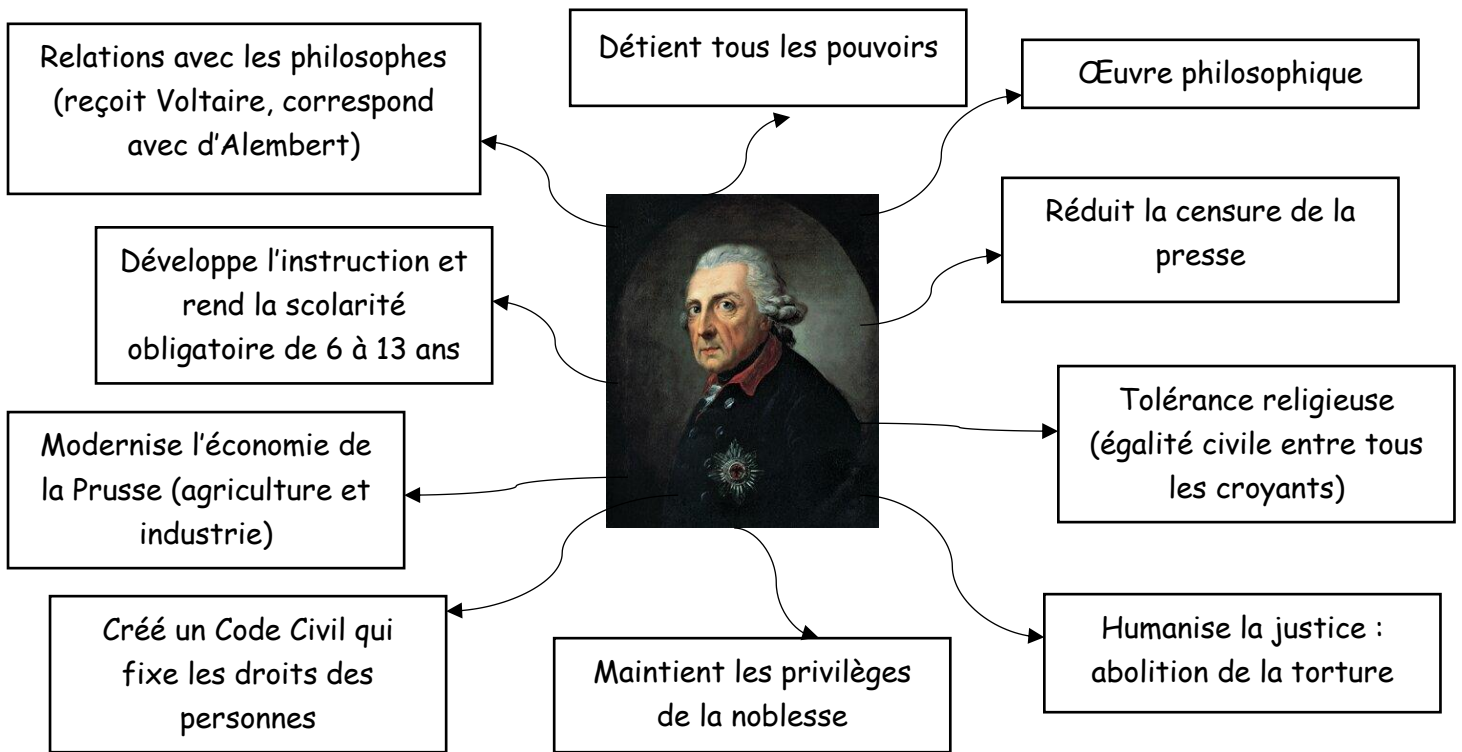 Relations avec les philosophes
(reçoit Voltaire, correspond
avec d'Alembert)
Détient tous les pouvoirs
Œuvre philosophique
Réduit la censure de la
presse
Développe l'instruction et
rend la scolarité
obligatoire de 6 à 13 ans
Tolérance religieuse
(égalité civile entre tous
les croyants)
Modernise l'économie de
la Prusse (agriculture et
industrie)
Créé un Code Civil qui
fixe les droits des
personnes
Maintient les privilèges
de la noblesse
Humanise la justice :
abolition de la torture